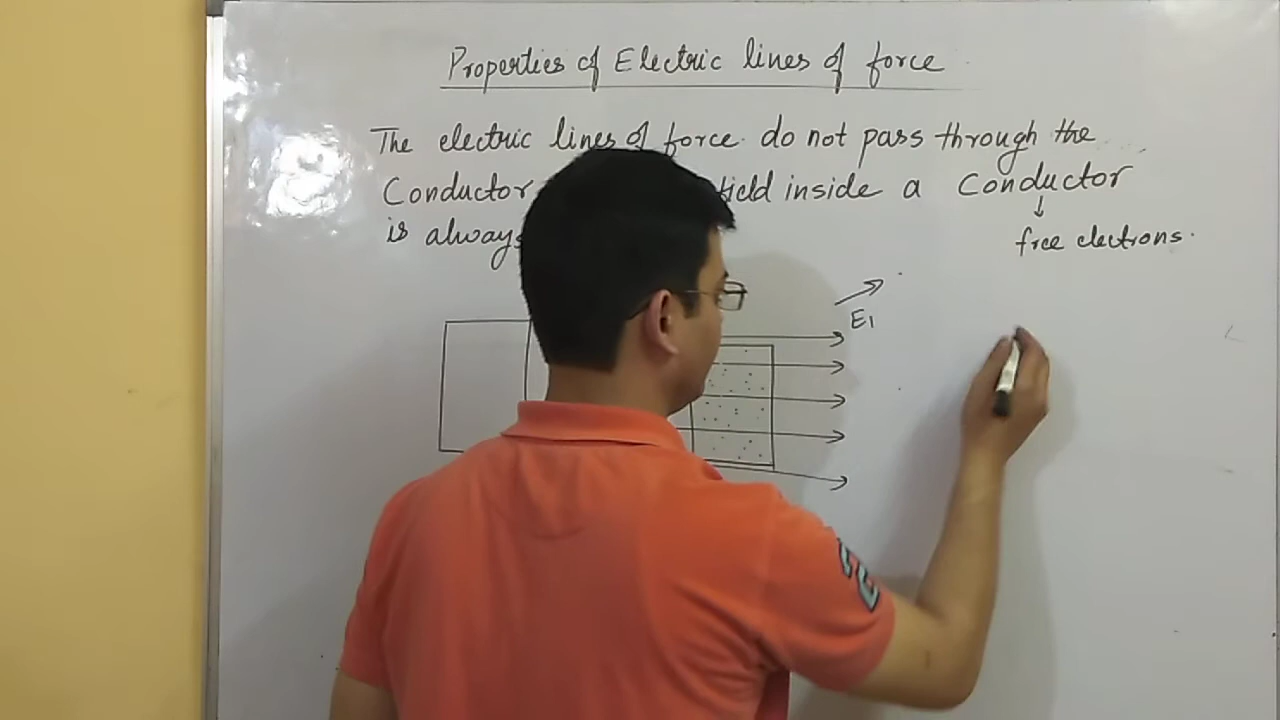 Properties of Electric lines of force
The electric lines of force do not pass through the
Conductor field inside a Conductor
↓
is always free electrons.
E1
2